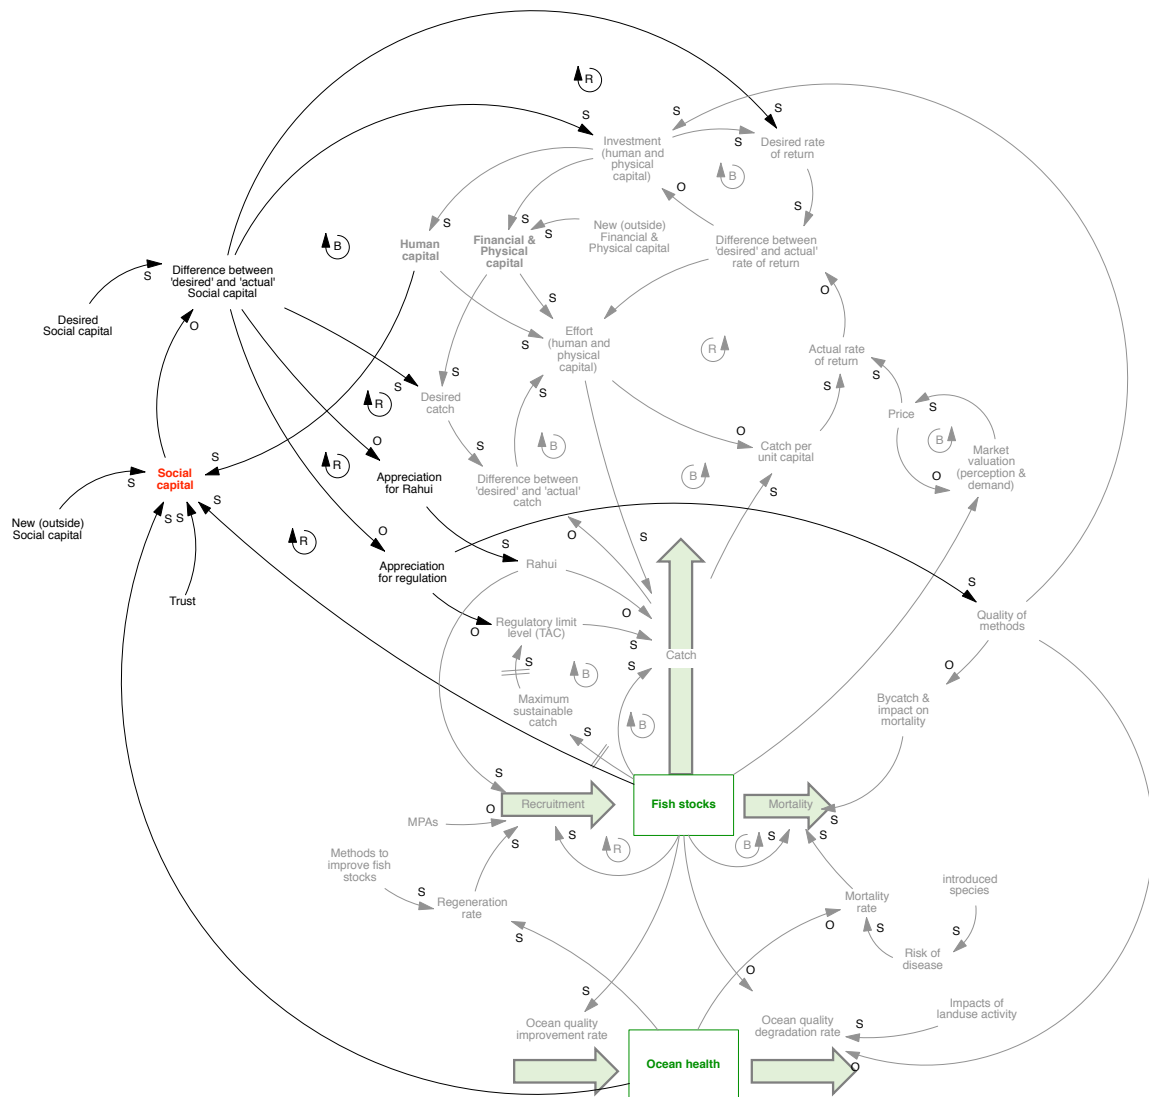 R
S
S
S
S
Investment
(human and
physical
capital)
S
Desired rate
of return
B
O
S
S
S
S
New (outside)
Financial &
Physical capital
Human
capital
Financial &
Physical
capital
Difference between
'desired' and actual'
rate of return
B
S
Difference between
'desired' and 'actual'
Social capital
Desired
Social capital
O
S
O
Effort
(human and
physical
capital)
S
R
Actual rate
of return
S
S
S
S
S
Desired
catch
R
S
Price
S
O
B
O
B
Market
valuation
(perception &
demand)
Catch per
unit capital
S
S
R
S
Social
capital
S
Appreciation
for Rahui
Difference between
'desired' and 'actual'
catch
B
S
O
S
S S
New (outside)
Social capital
R
O
O
S
S
Rahui
Appreciation
for regulation
S
Trust
Quality of
methods
O
O
Regulatory limit
level (TAC)
S
Catch
S
S
B
O
Maximum
sustainable
catch
Bycatch &
impact on
mortality
B
S
S
Recruitment
Fish stocks
Mortality
O
S
MPAs
S
S
R
B
S
S
Methods to
improve fish
stocks
S
Regeneration
rate
Mortality
rate
introduced
species
O
S
S
S
Risk of
disease
O
S
Impacts of
landuse activity
Ocean quality
improvement rate
Ocean quality
degradation rate
S
Ocean health
O